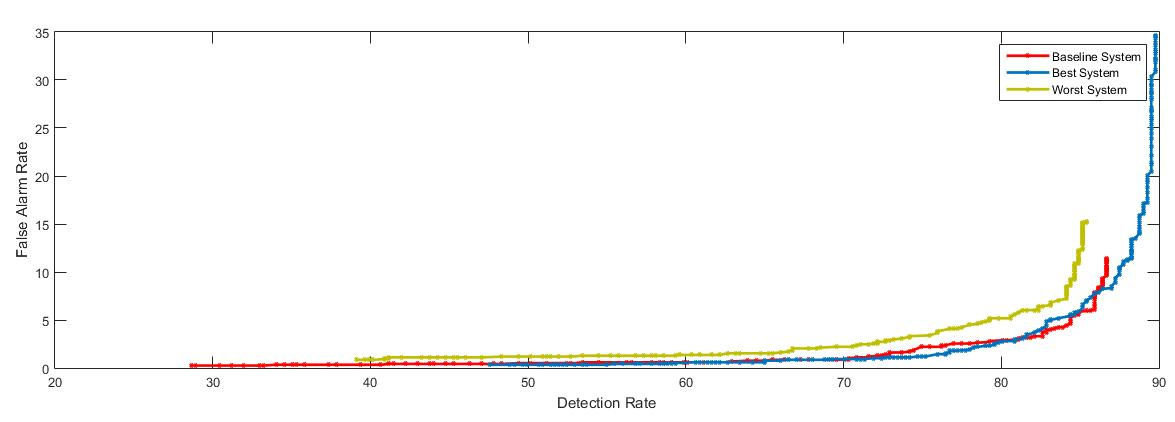 35
30
25
20
15
10
5
0
False Alarm Rate
Baseline System
Best System
Worst System
20 30 40 50 60 70 80 90
Detection Rate